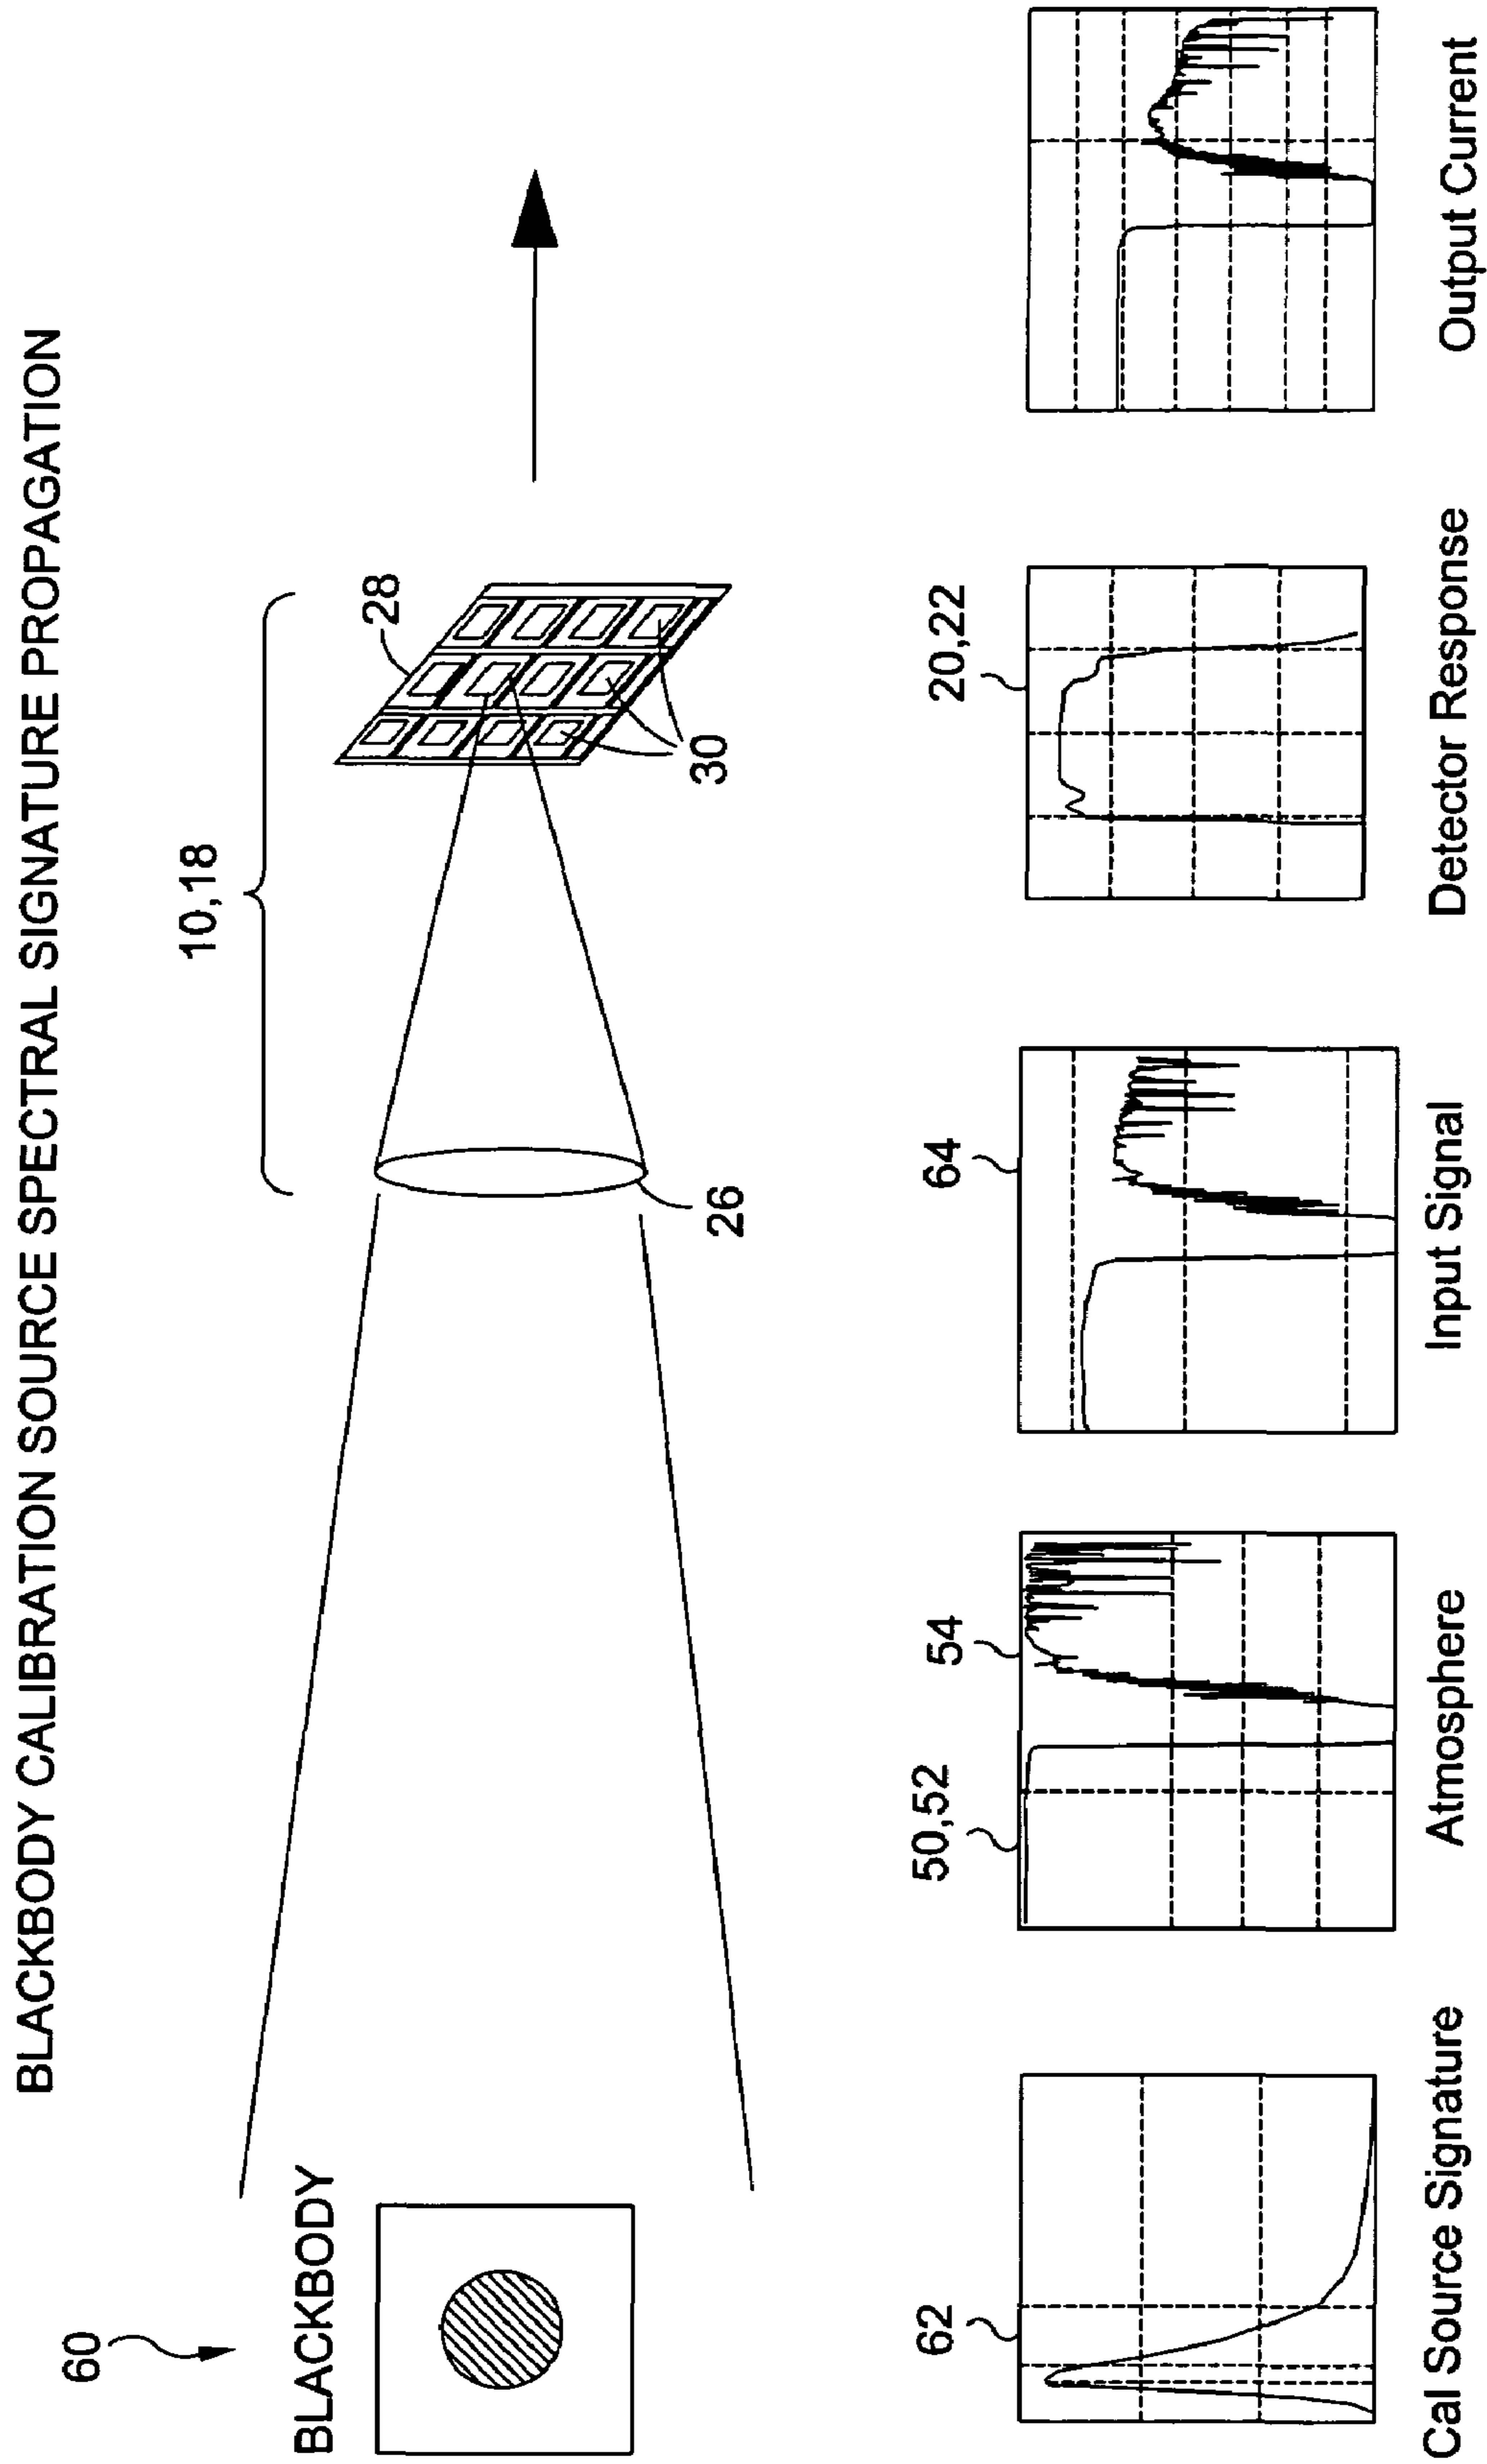 BLACKBODY CALIBRATION SOURCE SPECTRAL SIGNATURE PROPAGATION
60
BLACKBODY
10,18
28
30
26
62
50,52
54
64
20,22
Cal Source Signature
Atmosphere
Input Signal
Detector Response
Output Current